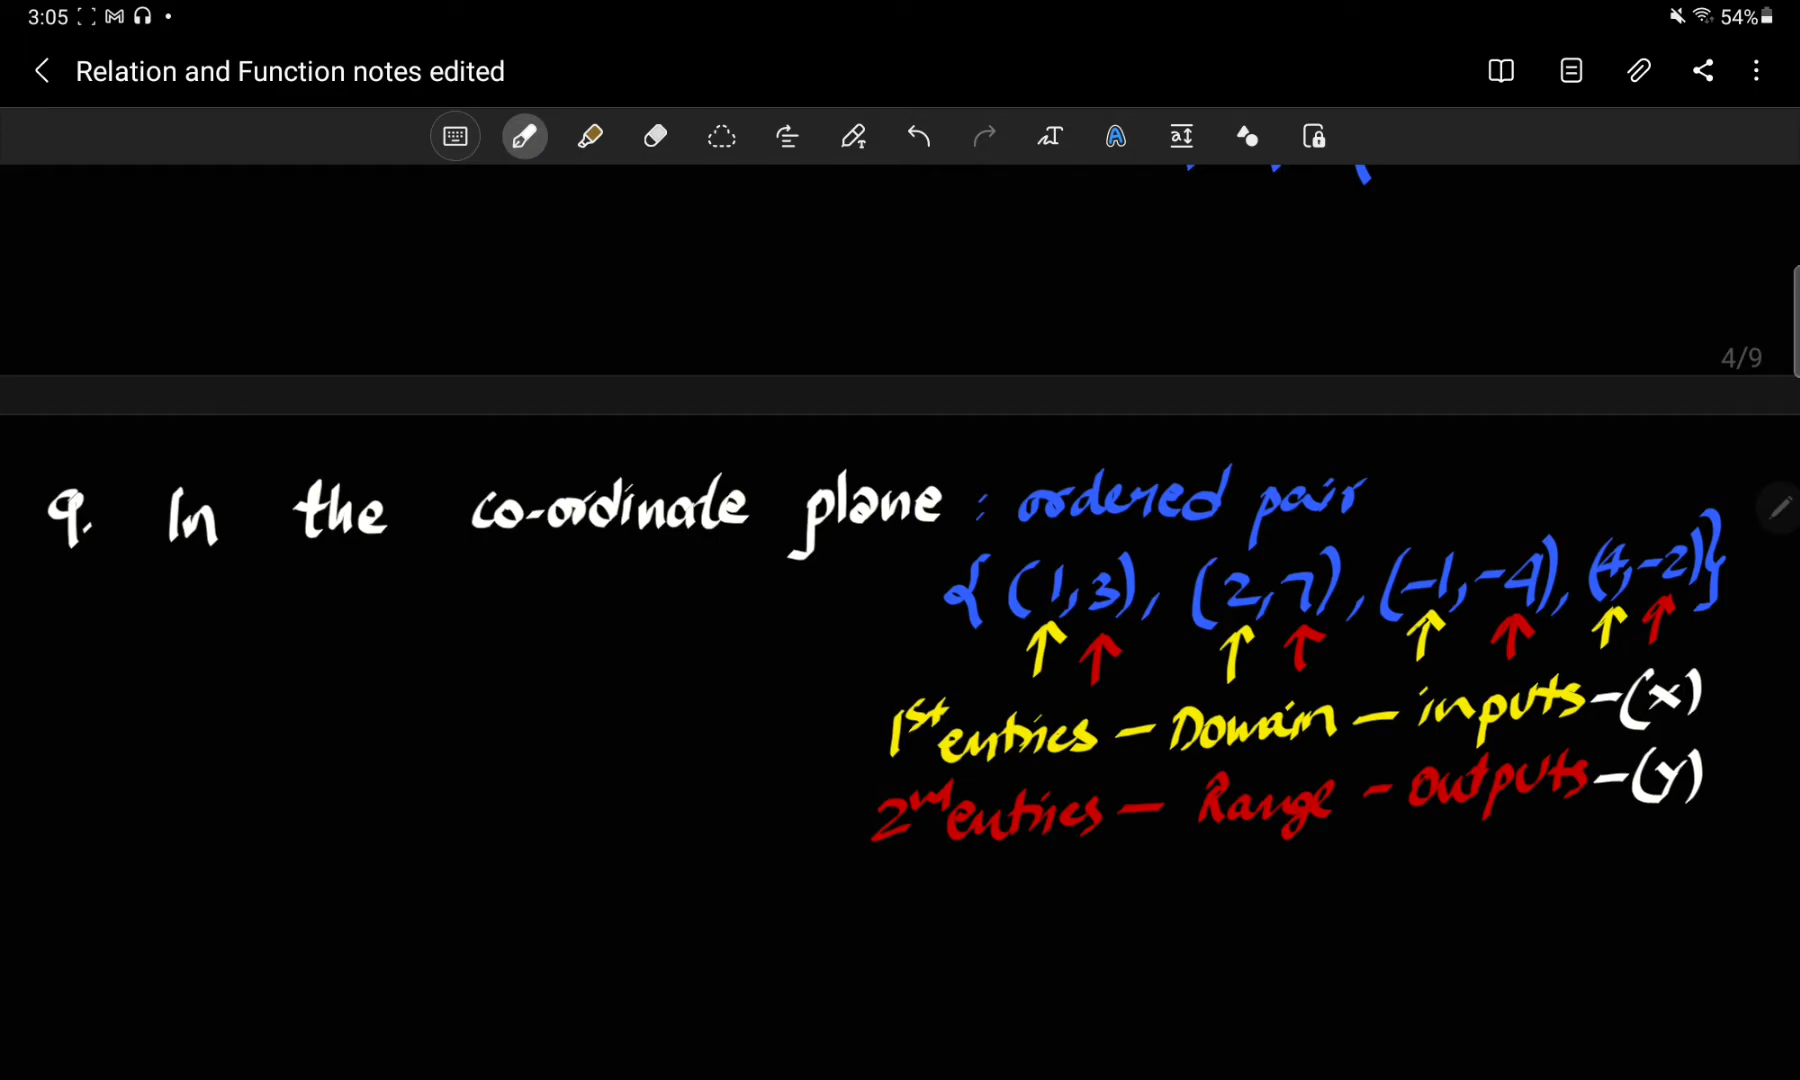 3:05
54%
Relation and Function notes edited
4/9
9. In the co-ordinate plane : ordered pair
{(1,3), (2,7), (-1,-4), (4,-2)}
1st entries - Domain - inputs - (x)
2nd entries - Range - outputs - (y)